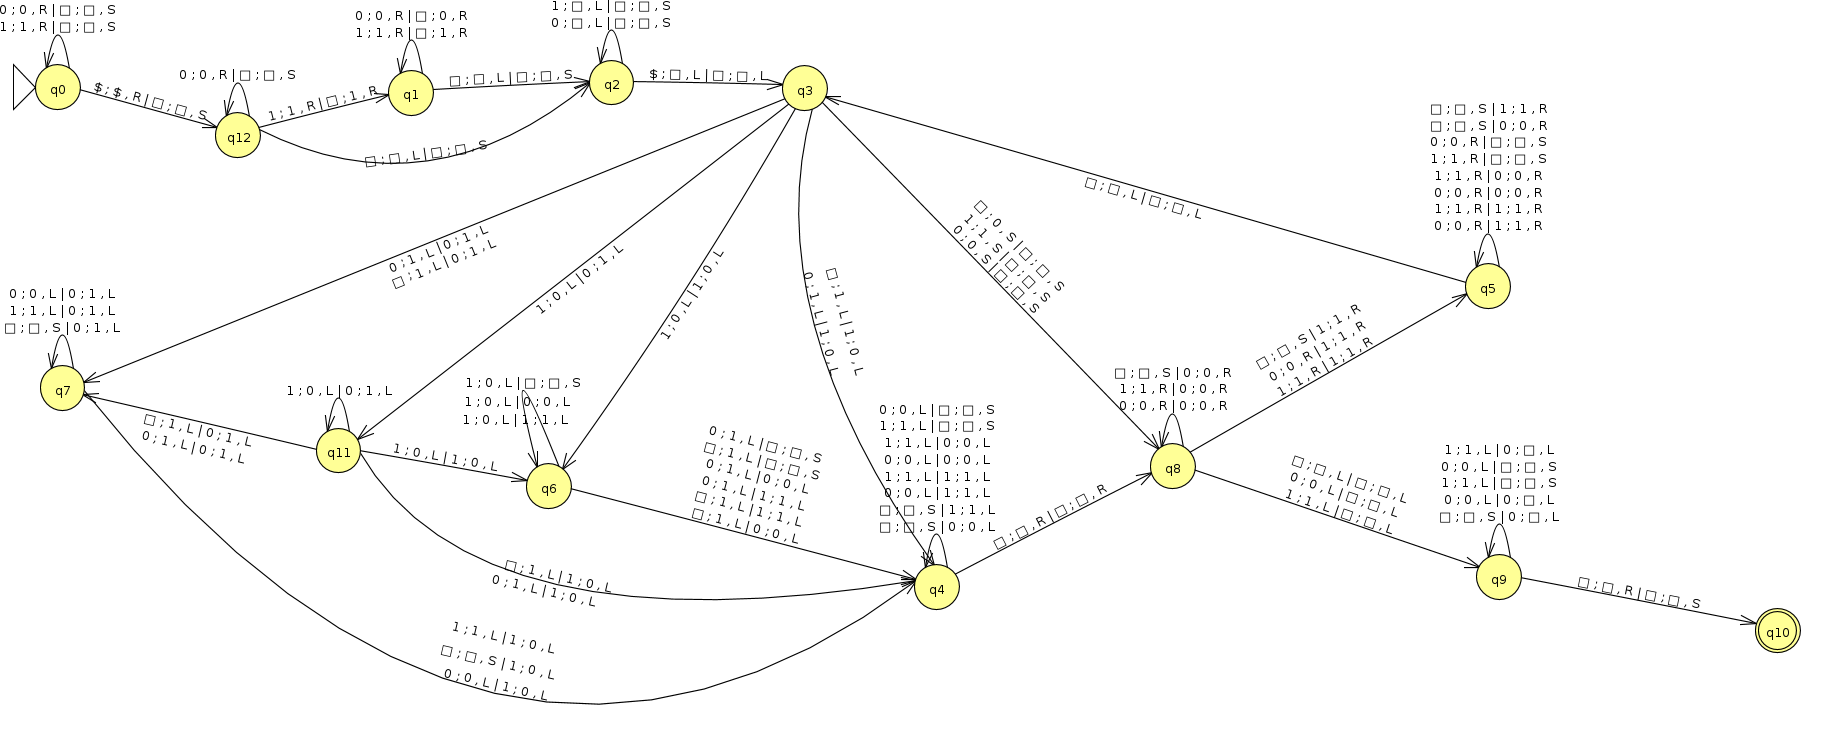 0;0,R|□;□,S
1;1,R|□;□,S
q0
$;$,R|□;□,S
0;0,R|□;□,S
q12
1;1,R|□;1,R
0;0,R|□;0,R
1;1,R|□;1,R
q1
□;□,L|□;□,S
□;□,L|□;□,S
1;□,L|□;□,S
0;□,L|□;□,S
q2
$;□,L|□;□,L
q3
0;1,L|0;1,L
□;1,L|0;1,L
1;0,L|0;1,L
1;0,L|1;0,L
□;1,L|1;0,L
0;1,L|1;0,L
□;0,S|□;□,S
1;1,S|□;□,S
0;0,S|□;□,S
□;□,L|□;□,L
□;□,S|1;1,R
□;□,S|0;0,R
0;0,R|□;□,S
1;1,R|□;□,S
1;1,R|0;0,R
0;0,R|0;0,R
1;1,R|1;1,R
0;0,R|1;1,R
q5
□;□,S|1;1,R
0;0,R|1;1,R
1;1,R|1;1,R
0;0,L|0;1,L
1;1,L|0;1,L
□;□,S|0;1,L
q7
□;1,L|0;1,L
0;1,L|0;1,L
1;0,L|0;1,L
q11
1;0,L|1;0,L
1;0,L|□;□,S
1;0,L|0;0,L
1;0,L|1;1,L
q6
0;1,L|□;□,S
□;1,L|□;□,S
0;1,L|0;0,L
0;1,L|1;1,L
□;1,L|1;1,L
□;1,L|0;0,L
□;1,L|1;0,L
0;1,L|1;0,L
1;1,L|1;0,L
□;□,S|1;0,L
0;0,L|1;0,L
0;0,L|□;□,S
1;1,L|□;□,S
1;1,L|0;0,L
0;0,L|0;0,L
1;1,L|1;1,L
0;0,L|1;1,L
□;□,S|1;1,L
□;□,S|0;0,L
q4
□;□,R|□;□,R
□;□,S|0;0,R
1;1,R|0;0,R
0;0,R|0;0,R
q8
□;□,L|□;□,L
0;0,L|□;□,L
1;1,L|□;□,L
1;1,L|0;□,L
0;0,L|□;□,S
1;1,L|□;□,S
0;0,L|0;□,L
□;□,S|0;□,L
q9
□;□,R|□;□,S
q10